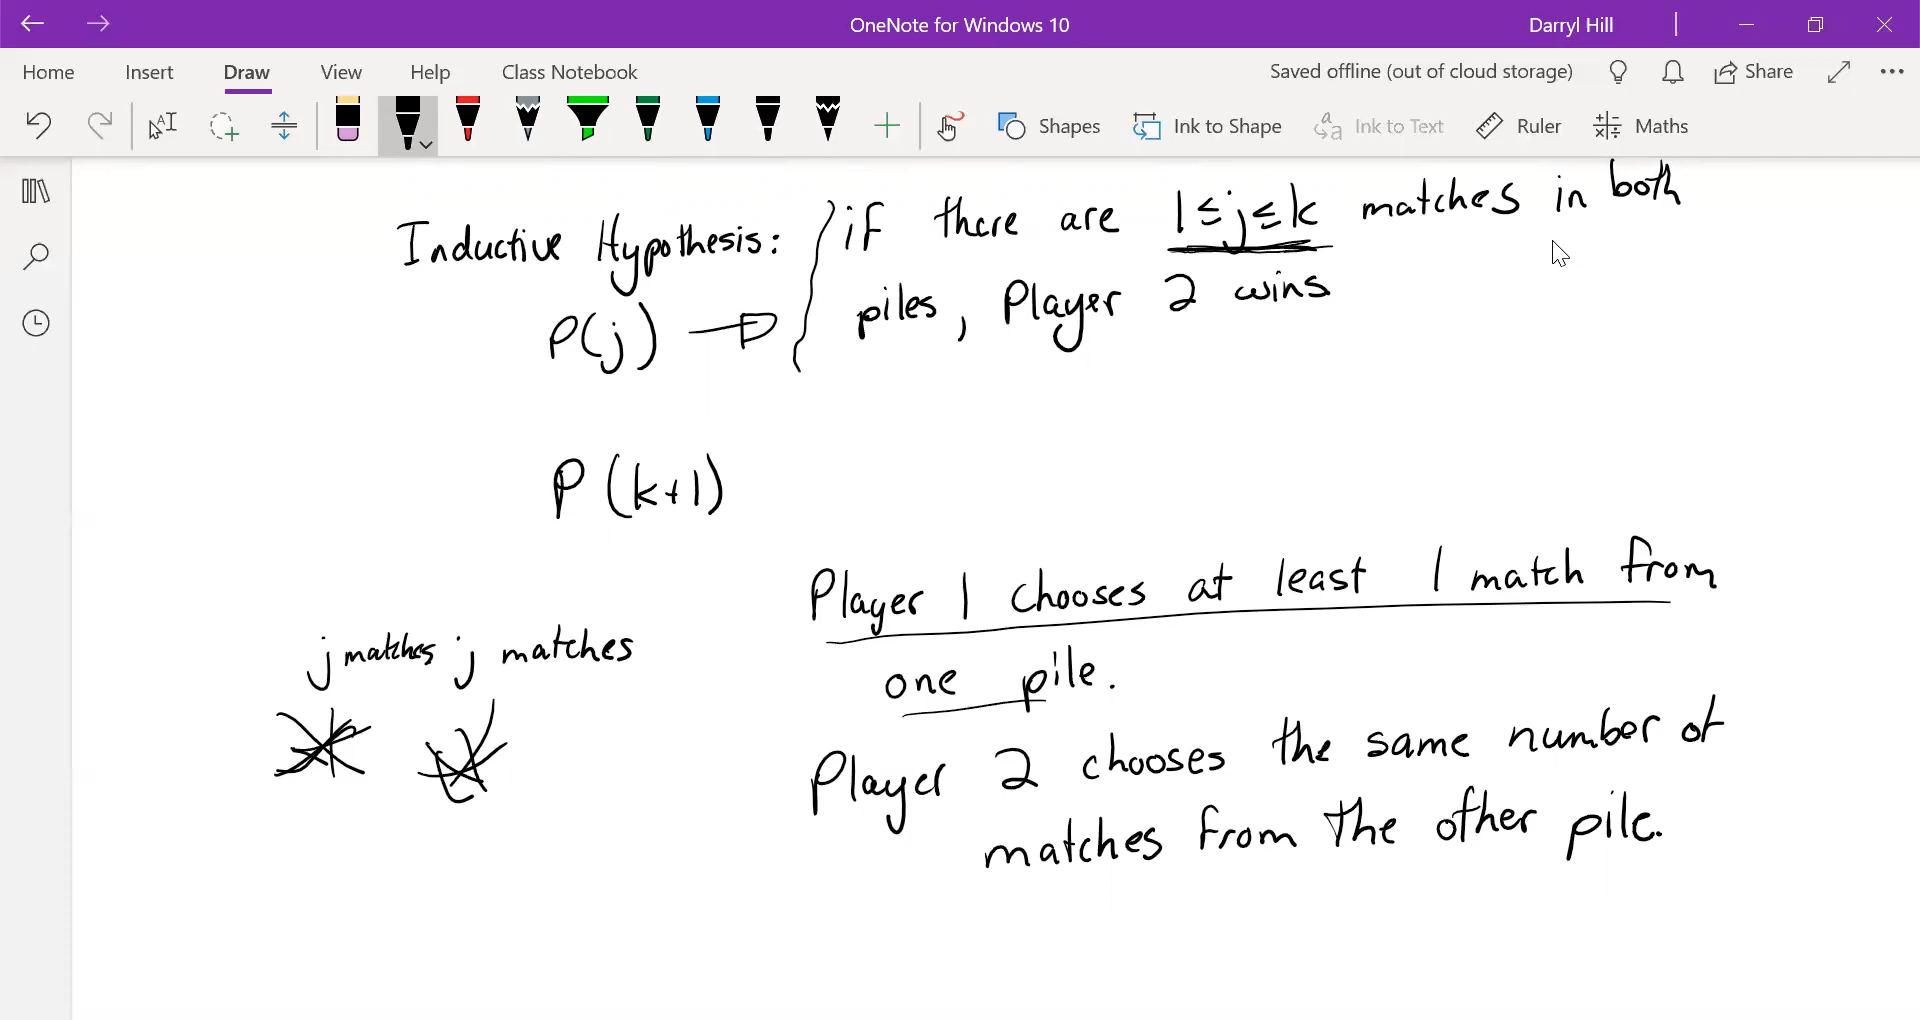 OneNote for Windows 10
Darryl Hill
Home Insert Draw View Help Class Notebook
Saved offline (out of cloud storage) Share
Shapes Ink to Shape Ink to Text Ruler Maths
Inductive Hypothesis: if there are 1≤j≤k matches in both
piles, Player 2 wins
P(j)
P(k+1)
Player 1 chooses at least 1 match from
one pile.
j matches j matches
Player 2 chooses the same number of
matches from the other pile.